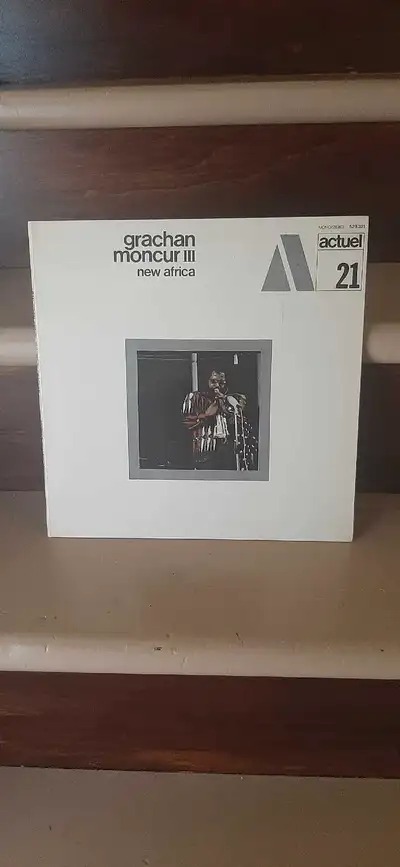 grachan
moncur III
new africa
actuel
21